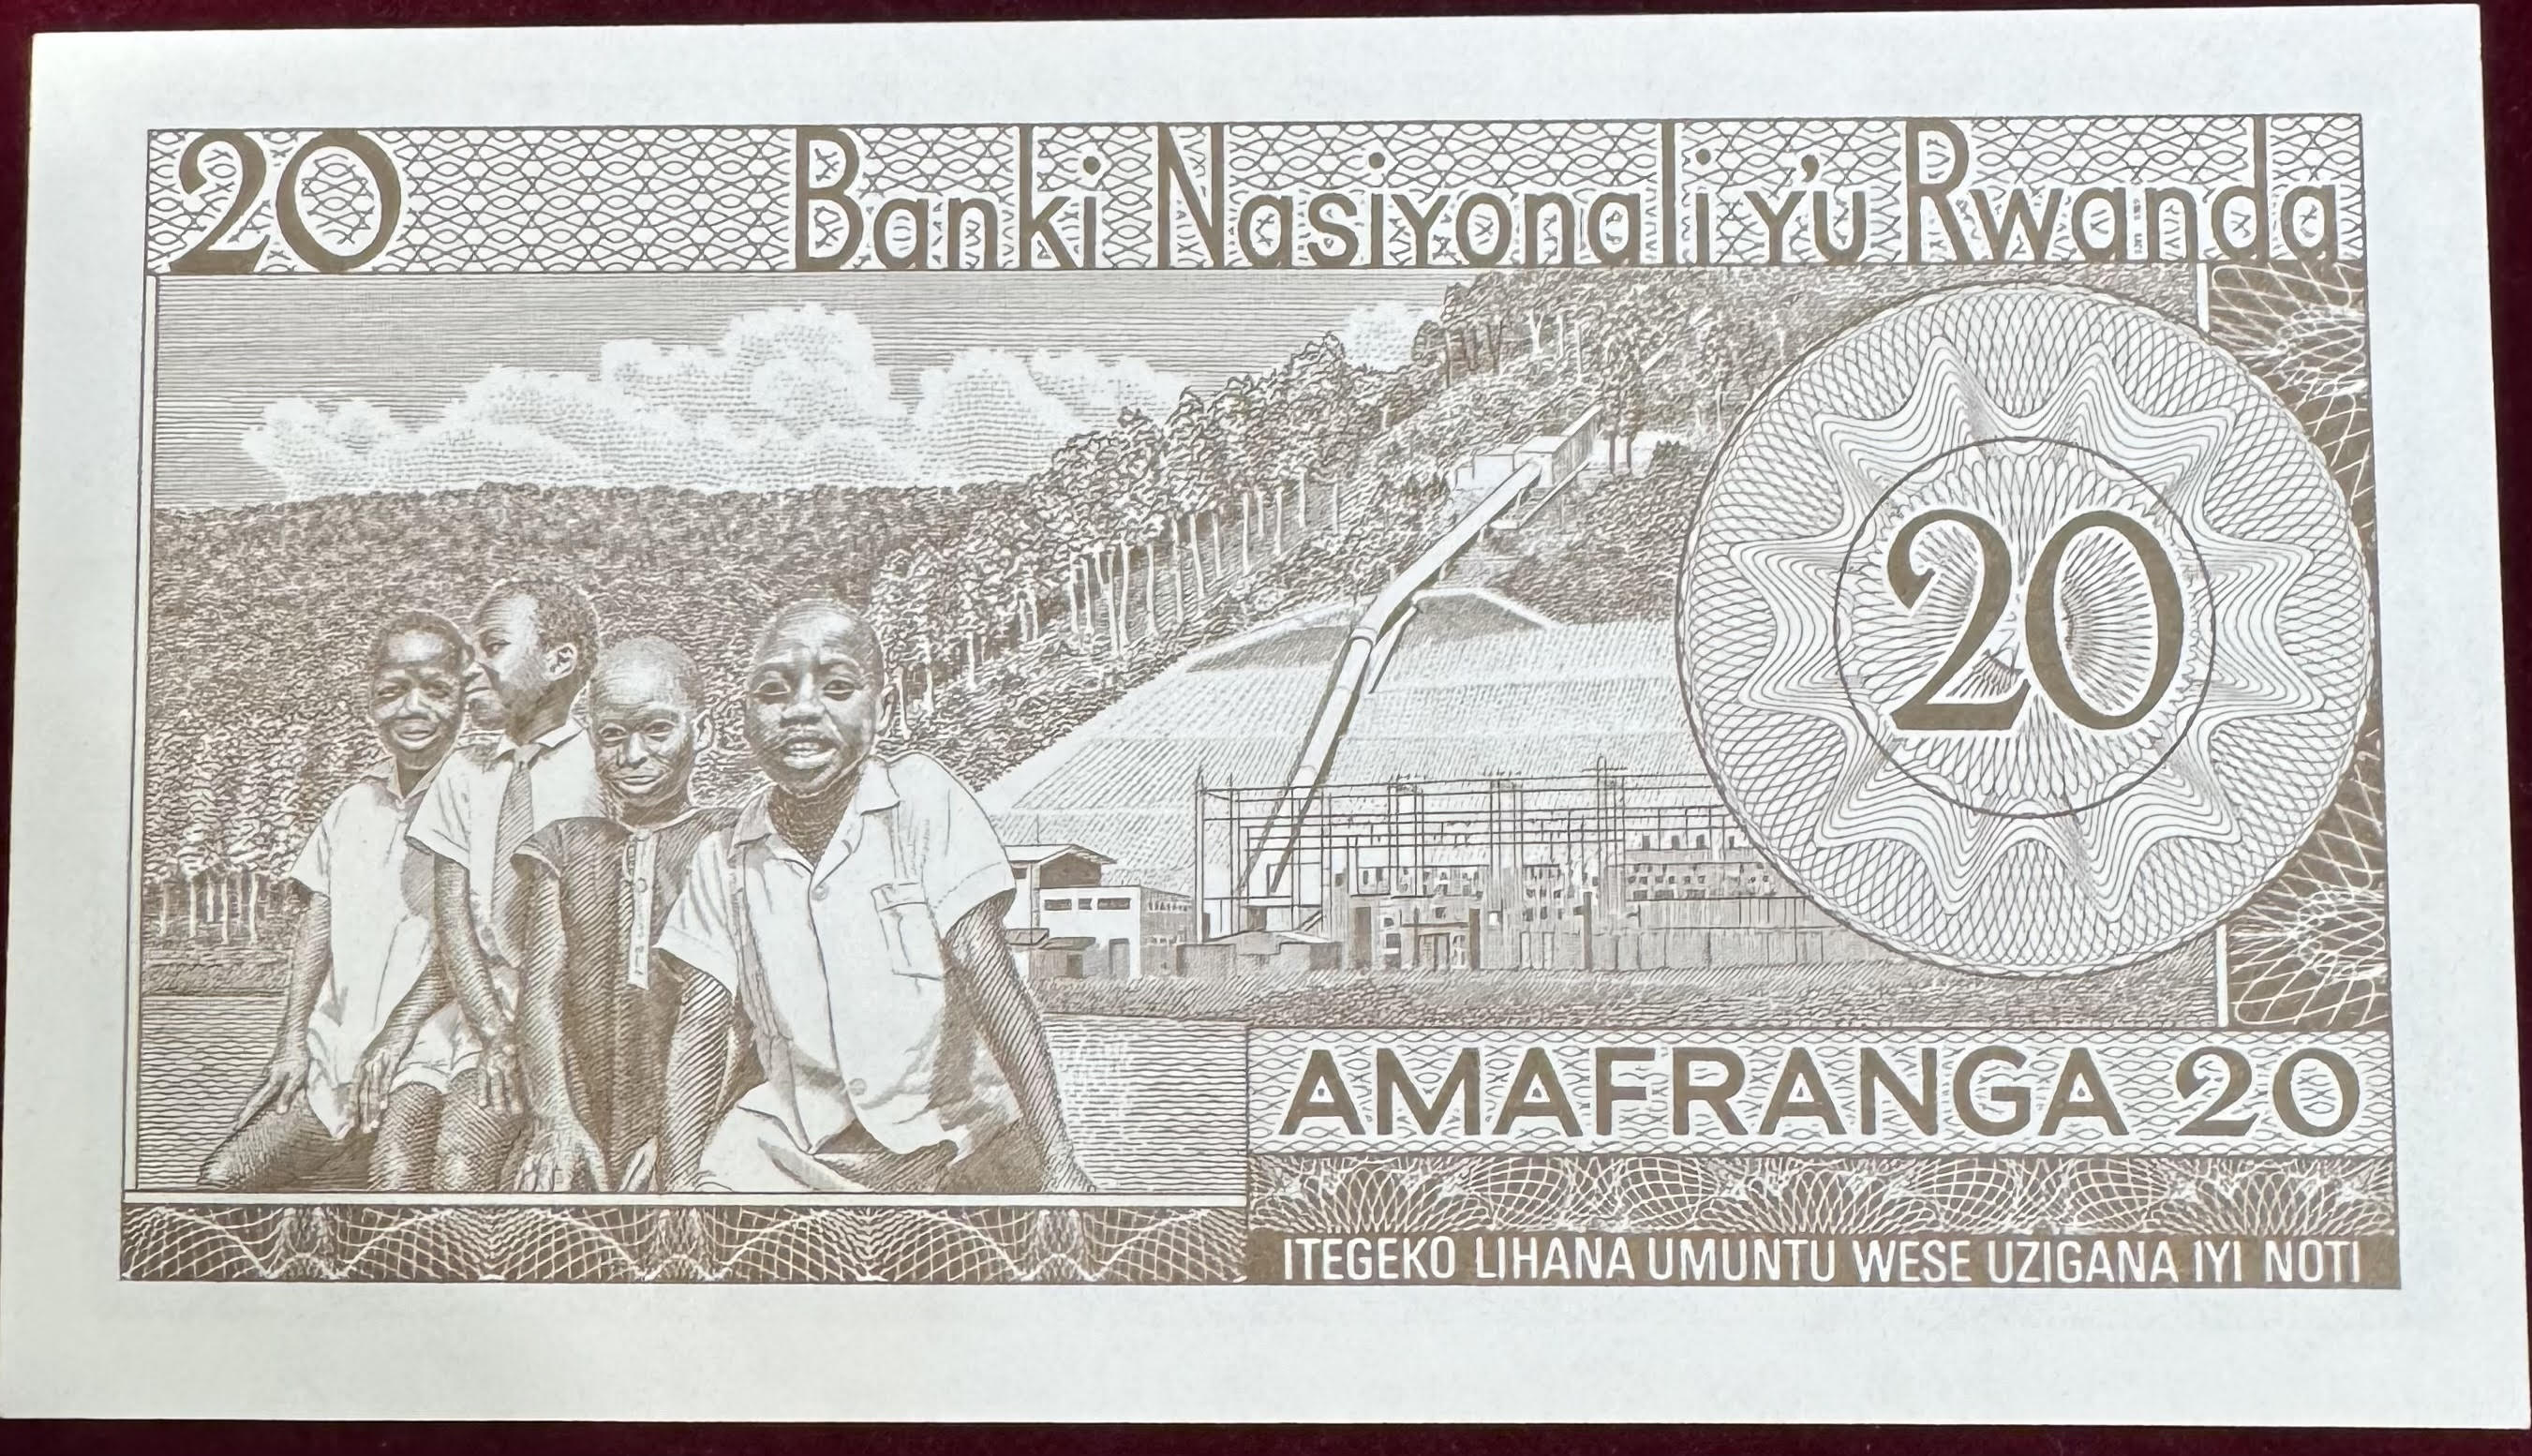 20 Banki Nasiyonali y'u Rwanda
20
AMAFRANGA 20
ITEGEKO LIHANA UMUNTU WESE UZIGANA IYI NOTI